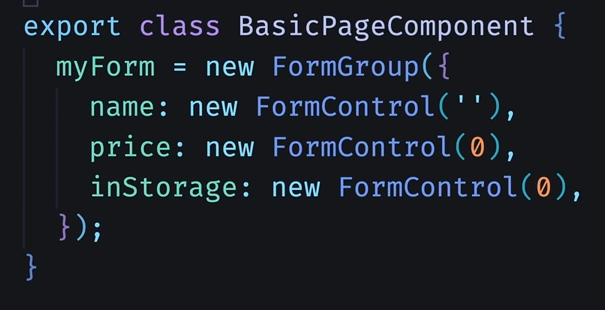 export class BasicPageComponent {
  myForm = new FormGroup({
    name: new FormControl(''),
    price: new FormControl(0),
    inStorage: new FormControl(0),
  });
}